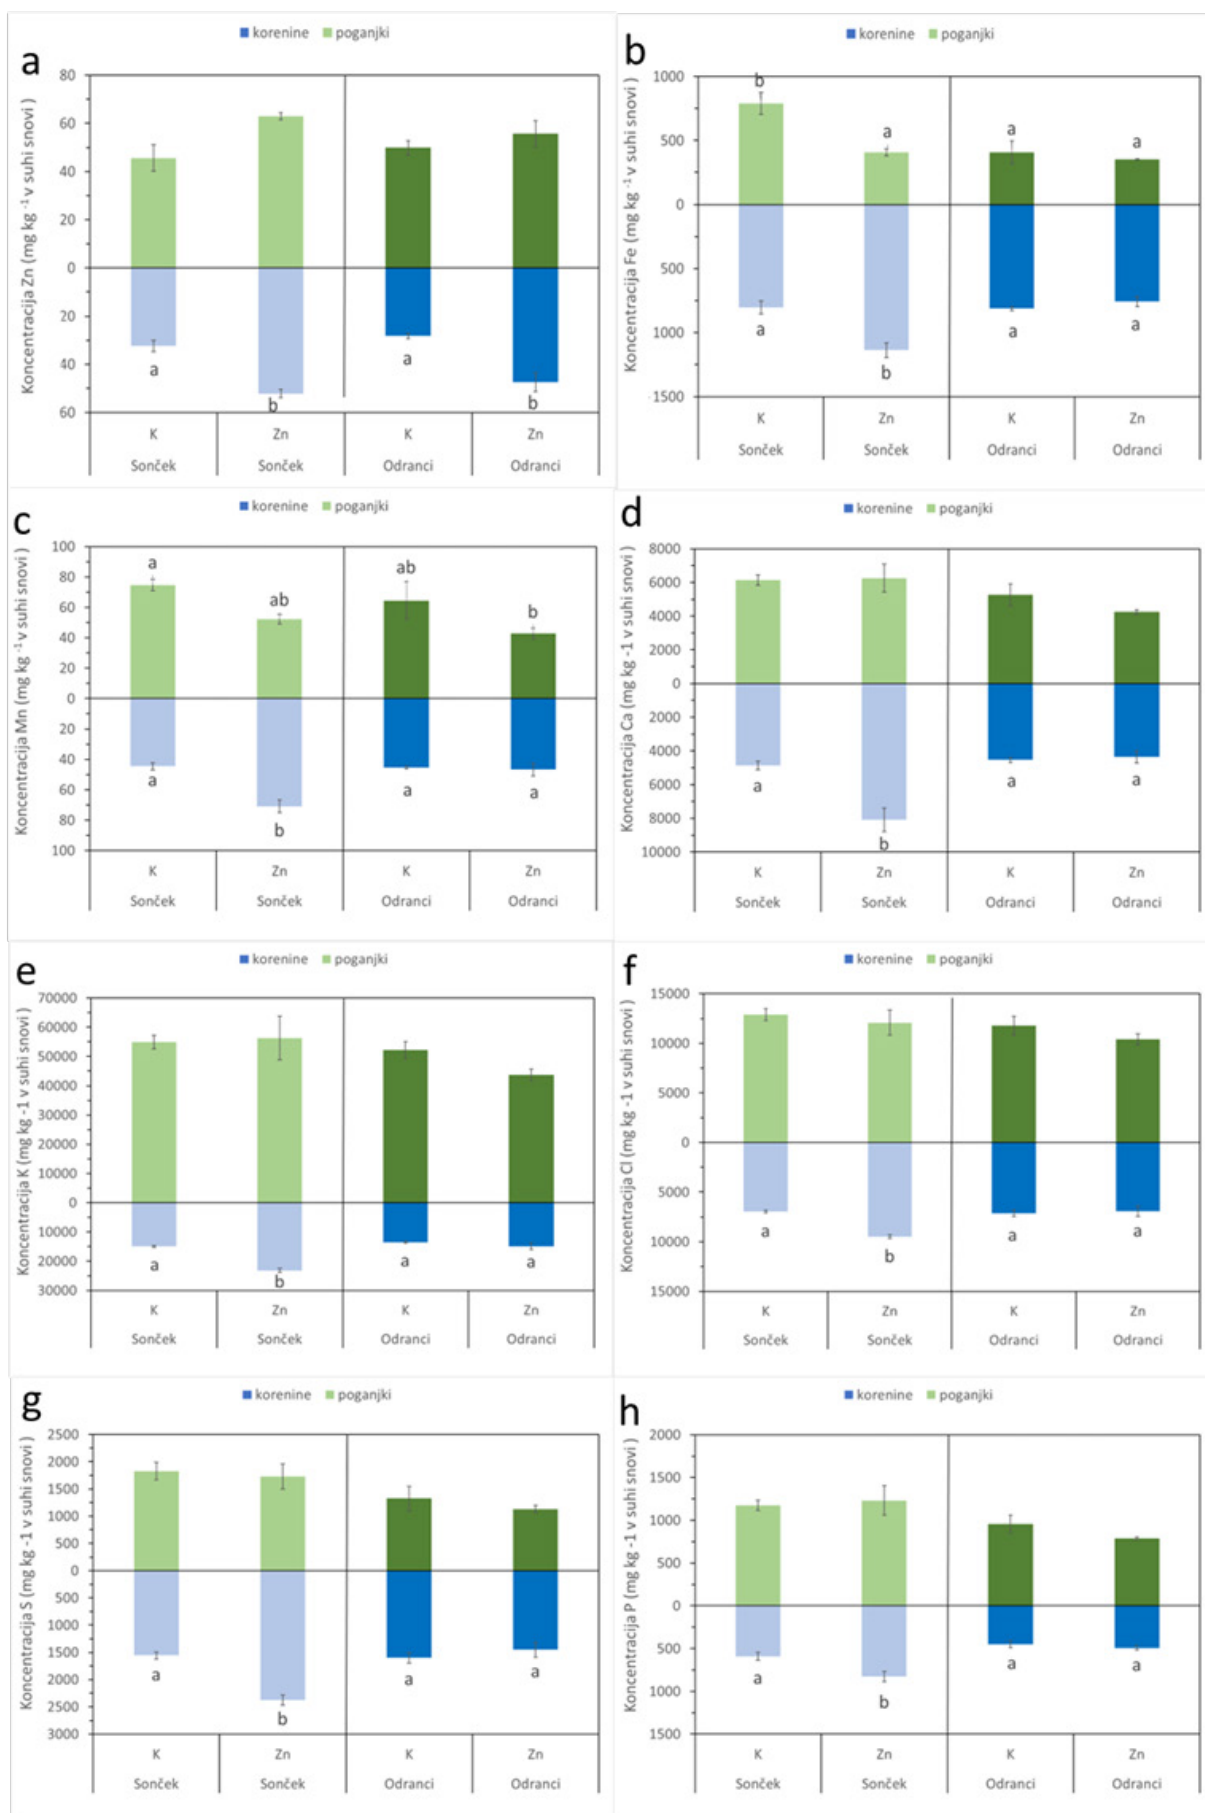 korenine poganjki
a
Koncentracija Zn (mg kg -1 v suhi snovi )
80
60
40
20
0
20
40
60
a
b
a
b
K Zn K Zn
Sonček Sonček Odranci Odranci
korenine poganjki
b
Koncentracija Fe (mg kg -1 v suhi snovi )
1000
500
0
500
1000
1500
b
a
a
a
a
b
a
a
K Zn K Zn
Sonček Sonček Odranci Odranci
korenine poganjki
c
Koncentracija Mn (mg kg -1 v suhi snovi )
100
80
60
40
20
0
20
40
60
80
100
a
ab
ab
b
a
b
a
a
K Zn K Zn
Sonček Sonček Odranci Odranci
korenine poganjki
d
Koncentracija Ca (mg kg -1 v suhi snovi )
8000
6000
4000
2000
0
2000
4000
6000
8000
10000
a
b
a
a
K Zn K Zn
Sonček Sonček Odranci Odranci
korenine poganjki
e
Koncentracija K (mg kg -1 v suhi snovi )
70000
60000
50000
40000
30000
20000
10000
0
10000
20000
30000
a
b
a
a
K Zn K Zn
Sonček Sonček Odranci Odranci
korenine poganjki
f
Koncentracija Cl (mg kg -1 v suhi snovi )
15000
10000
5000
0
5000
10000
15000
a
b
a
a
K Zn K Zn
Sonček Sonček Odranci Odranci
korenine poganjki
g
Koncentracija S (mg kg -1 v suhi snovi )
2500
2000
1500
1000
500
0
500
1000
1500
2000
2500
3000
a
b
a
a
K Zn K Zn
Sonček Sonček Odranci Odranci
korenine poganjki
h
Koncentracija P (mg kg -1 v suhi snovi )
2000
1500
1000
500
0
500
1000
1500
a
b
a
a
K Zn K Zn
Sonček Sonček Odranci Odranci